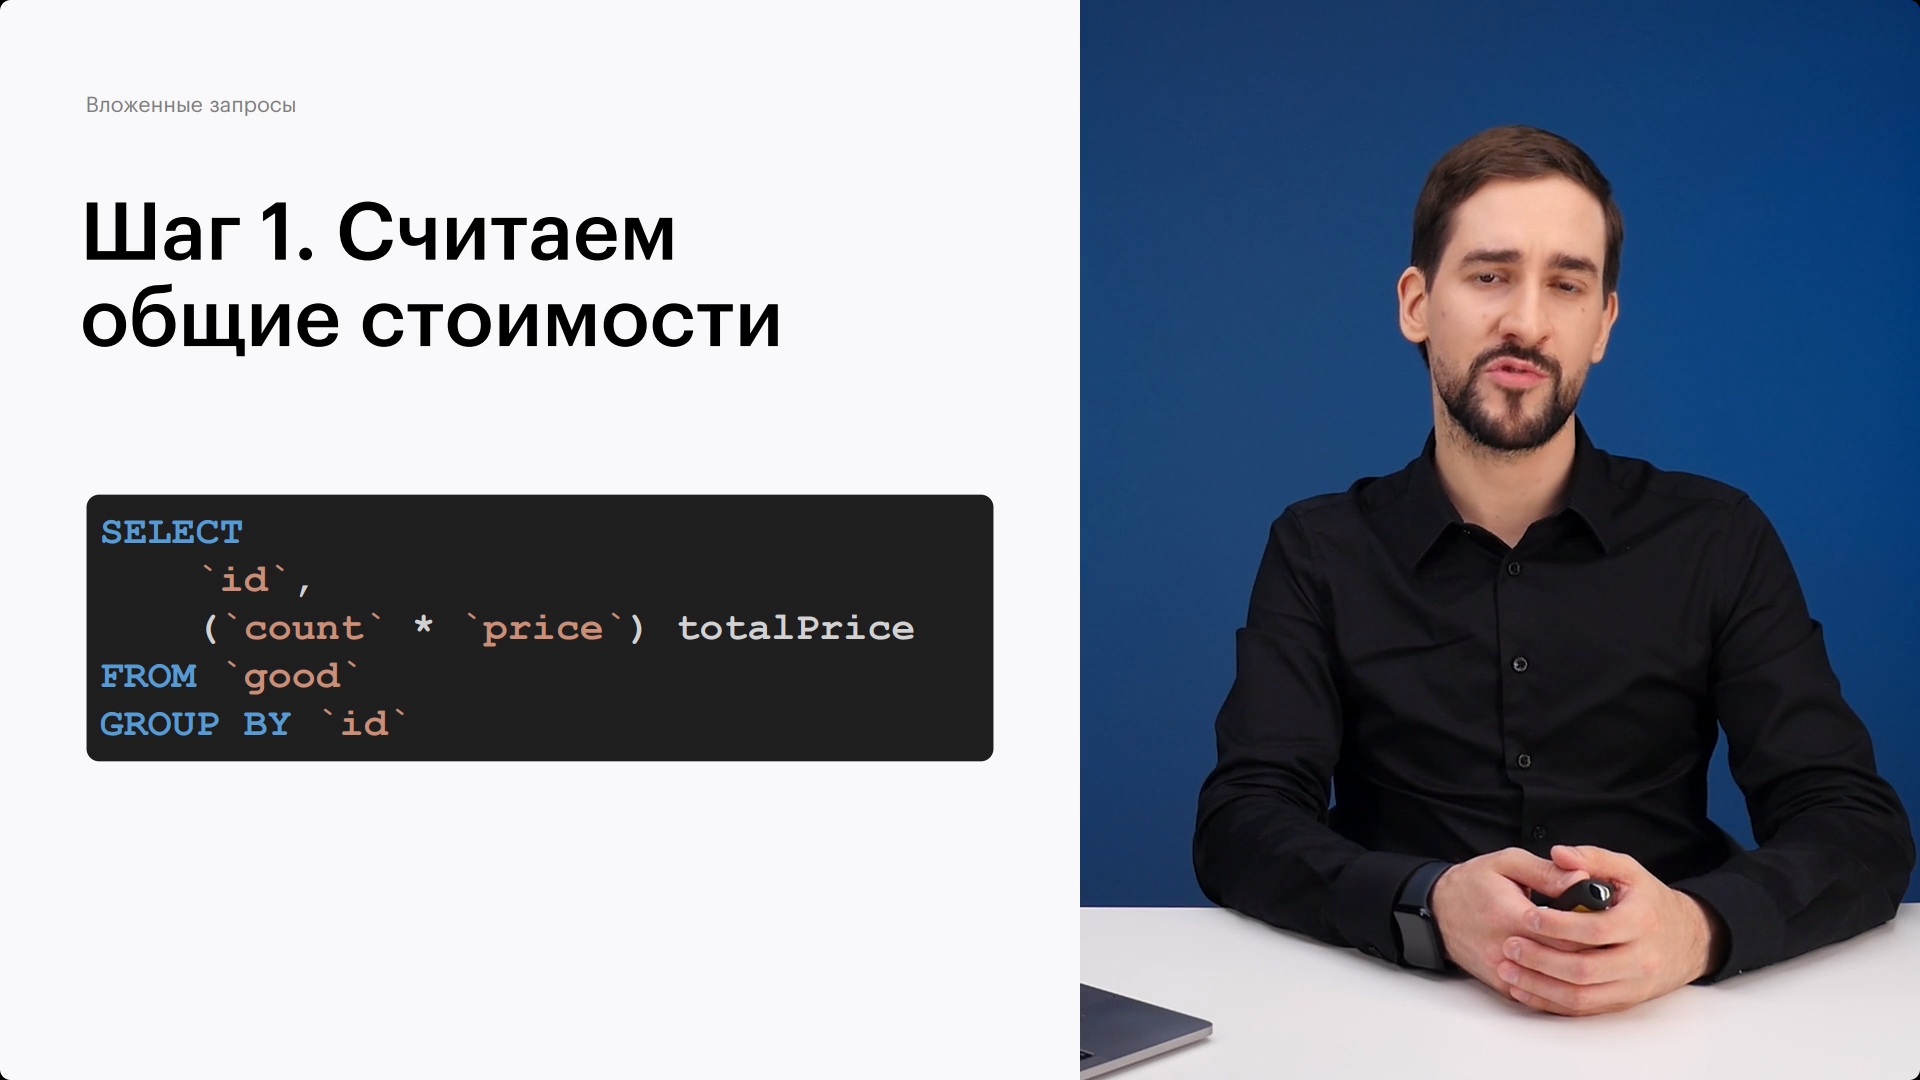 Вложенные запросы
Шаг 1. Считаем
общие стоимости
SELECT
`id`,
(`count` * `price`) totalPrice
FROM `good`
GROUP BY `id`